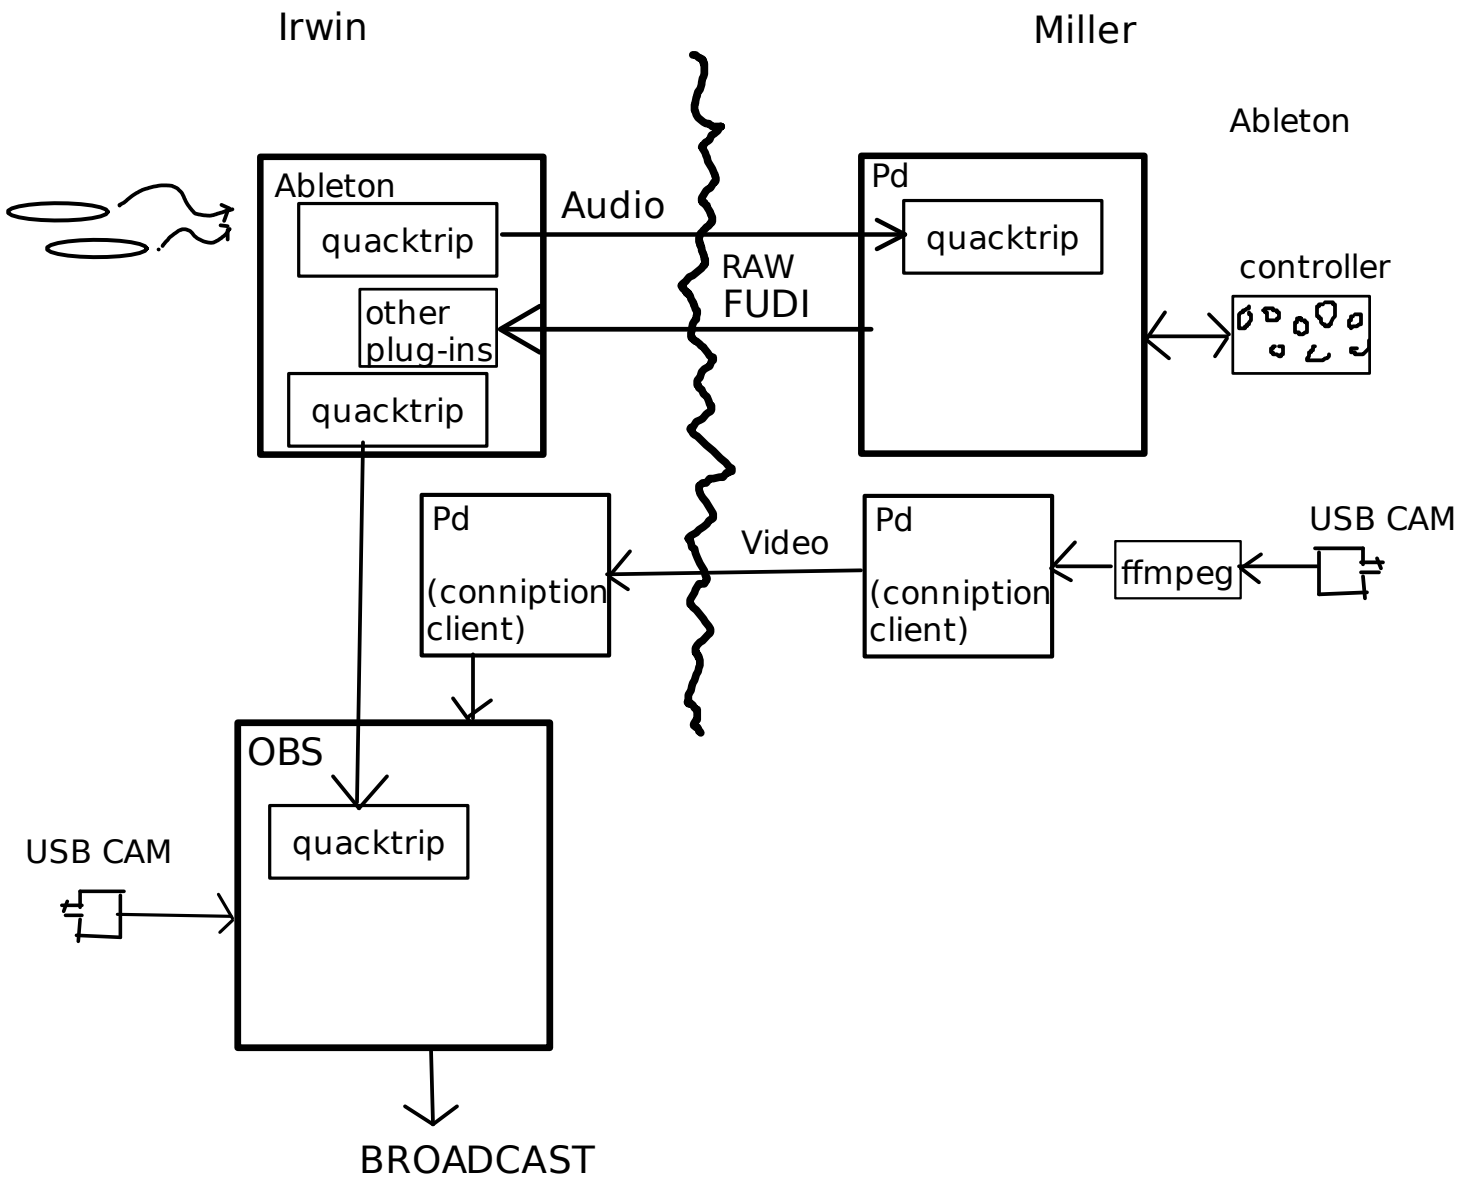 Irwin
Miller
Ableton
Ableton
quacktrip
other
plug-ins
quacktrip
Audio
RAW
FUDI
Pd
quacktrip
controller
Pd
(conniption
client)
Video
Pd
(conniption
client)
ffmpeg
USB CAM
OBS
quacktrip
USB CAM
BROADCAST